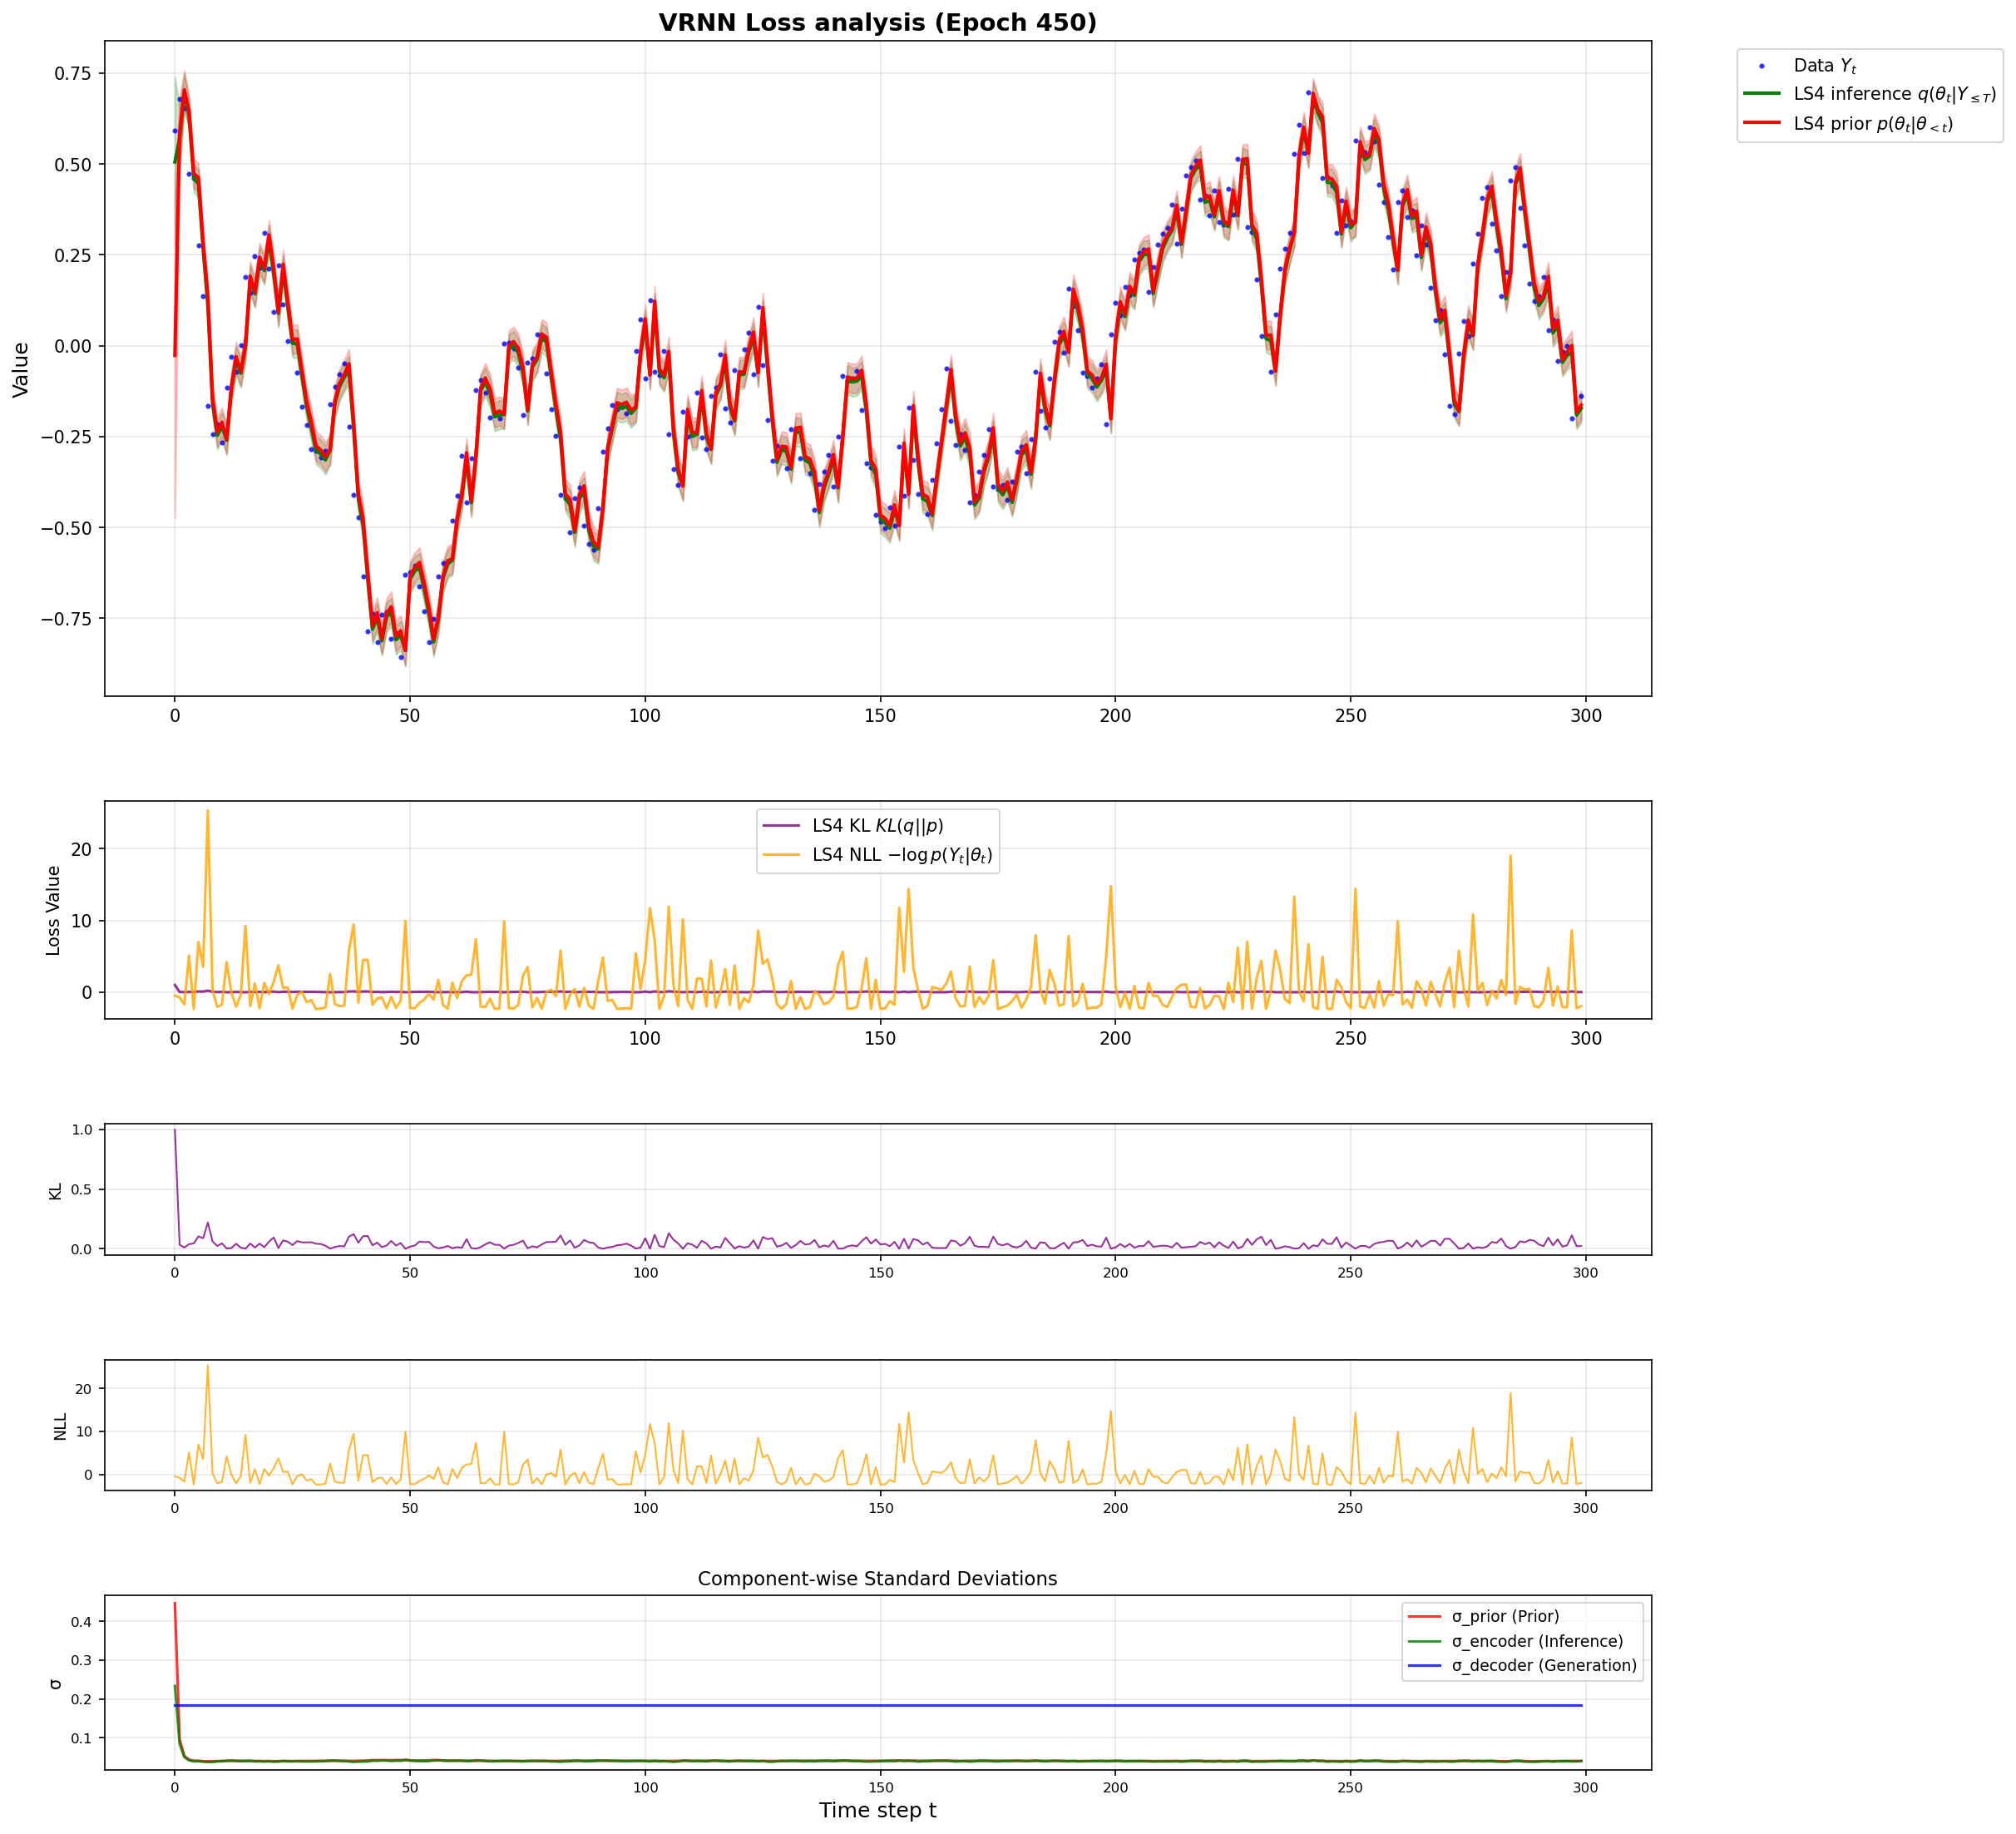 VRNN Loss analysis (Epoch 450)
Value
0.75
0.50
0.25
0.00
−0.25
−0.50
−0.75
0 50 100 150 200 250 300
Data Y_t
LS4 inference q(θ_t|Y_{≤T})
LS4 prior p(θ_t|θ_{<t})
Loss Value
20
10
0
LS4 KL KL(q||p)
LS4 NLL −log p(Y_t|θ_t)
0 50 100 150 200 250 300
KL
1.0
0.5
0.0
0 50 100 150 200 250 300
NLL
20
10
0
0 50 100 150 200 250 300
Component-wise Standard Deviations
σ
0.4
0.3
0.2
0.1
σ_prior (Prior)
σ_encoder (Inference)
σ_decoder (Generation)
0 50 100 150 200 250 300
Time step t